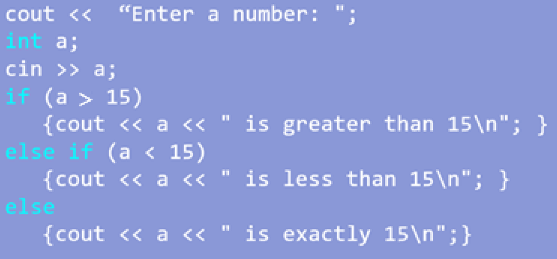 cout <<  “Enter a number: ";
int a;
cin >> a;
if (a > 15)
   {cout << a << " is greater than 15\n"; }
else if (a < 15)
   {cout << a << " is less than 15\n"; }
else
   {cout << a << " is exactly 15\n";}